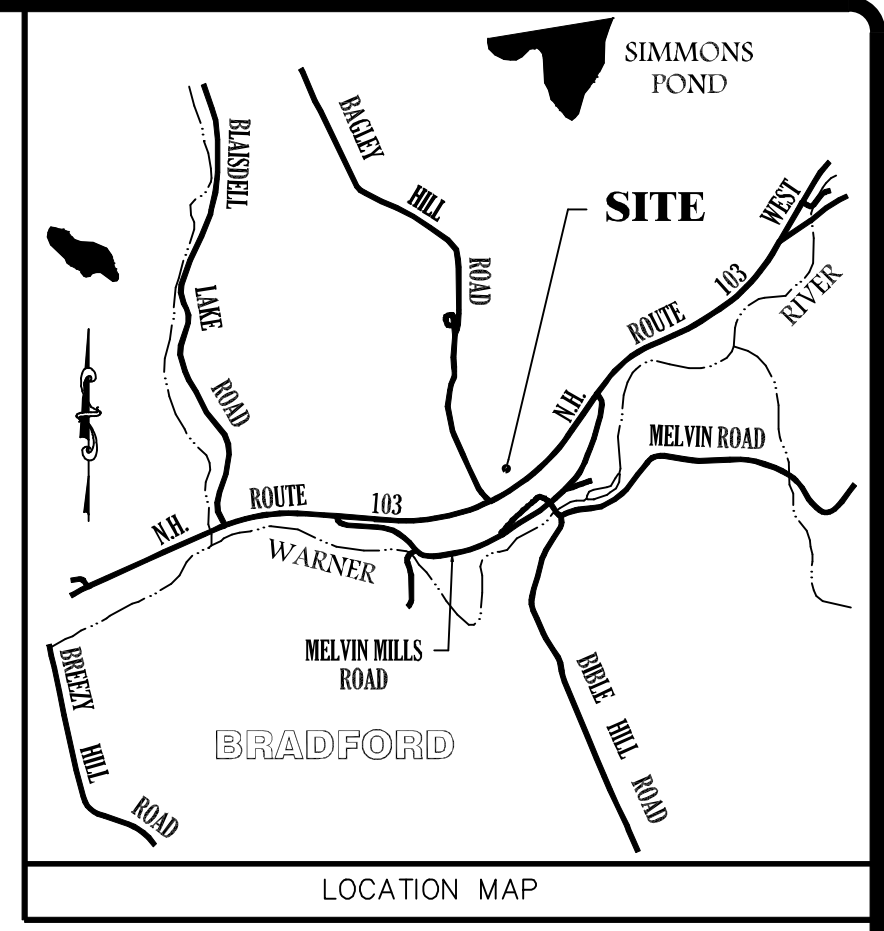 SIMMONS
POND
BLAISDELL
LAKE
ROAD
BAGLEY
HILL
ROAD
SITE
WEST
RIVER
N.H. ROUTE 103
MELVIN ROAD
N.H. ROUTE 103
WARNER
MELVIN MILLS
ROAD
BREEZY
HILL
ROAD
BRADFORD
BIBLE
HILL
ROAD
LOCATION MAP